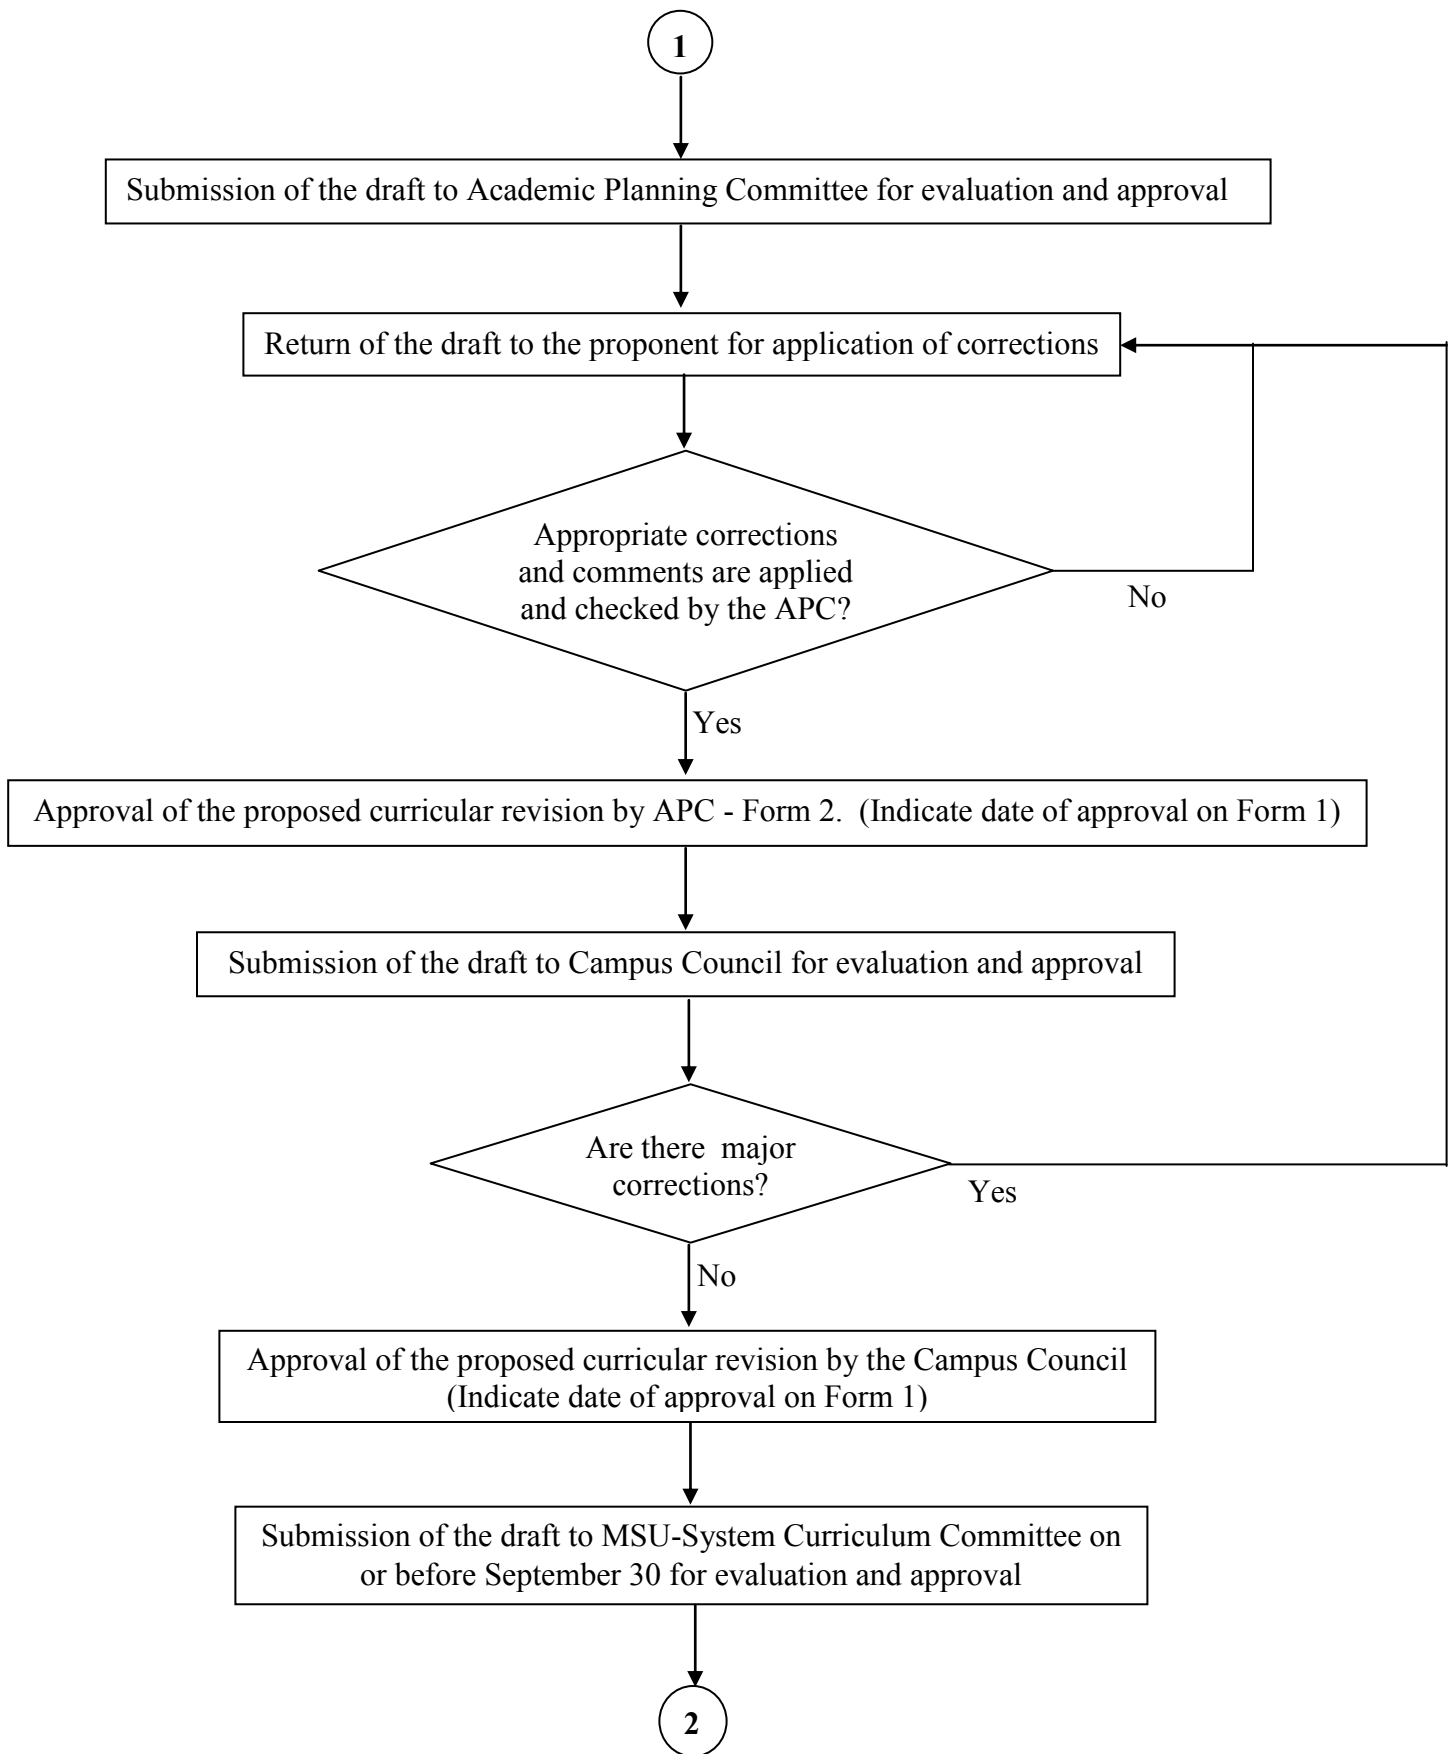 1
Submission of the draft to Academic Planning Committee for evaluation and approval
Return of the draft to the proponent for application of corrections
Appropriate corrections
and comments are applied
and checked by the APC?
No
Yes
Approval of the proposed curricular revision by APC - Form 2.  (Indicate date of approval on Form 1)
Submission of the draft to Campus Council for evaluation and approval
Are there  major
corrections?
Yes
No
Approval of the proposed curricular revision by the Campus Council
(Indicate date of approval on Form 1)
Submission of the draft to MSU-System Curriculum Committee on
or before September 30 for evaluation and approval
2